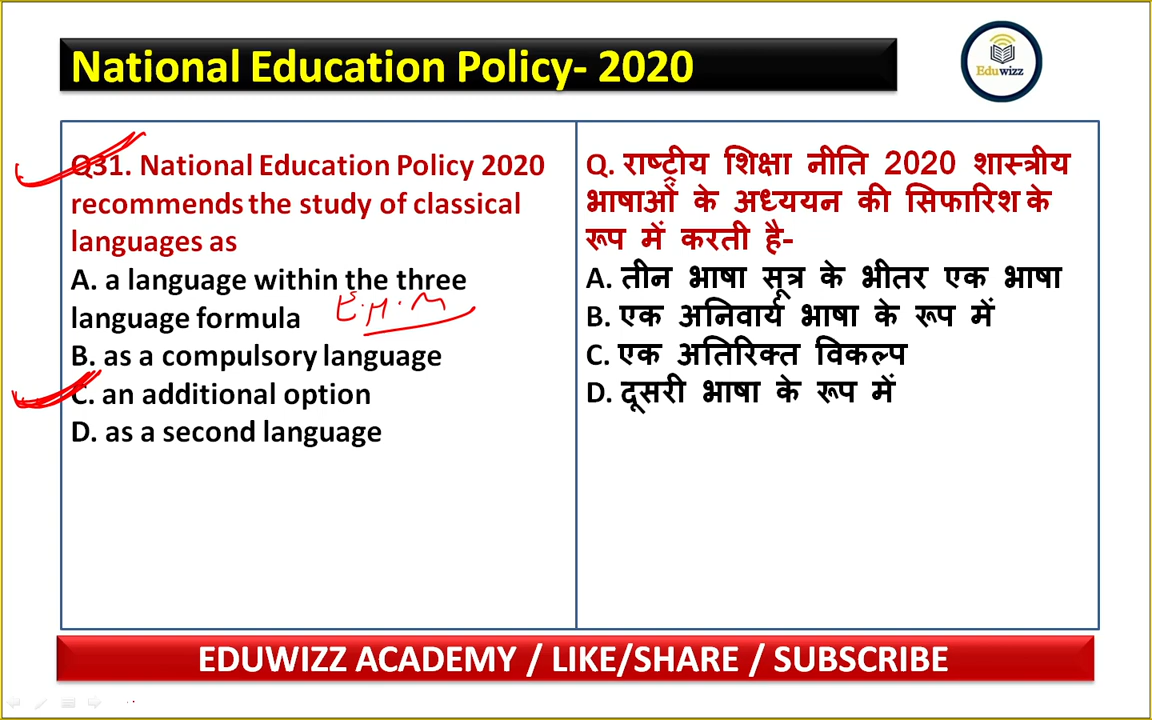 National Education Policy- 2020
Eduwizz
Q31. National Education Policy 2020
recommends the study of classical
languages as
A. a language within the three
language formula
E.H.M
B. as a compulsory language
C. an additional option
D. as a second language
Q. राष्ट्रीय शिक्षा नीति 2020 शास्त्रीय
भाषाओं के अध्ययन की सिफारिश के
रूप में करती है-
A. तीन भाषा सूत्र के भीतर एक भाषा
B. एक अनिवार्य भाषा के रूप में
C. एक अतिरिक्त विकल्प
D. दूसरी भाषा के रूप में
EDUWIZZ ACADEMY / LIKE/SHARE / SUBSCRIBE